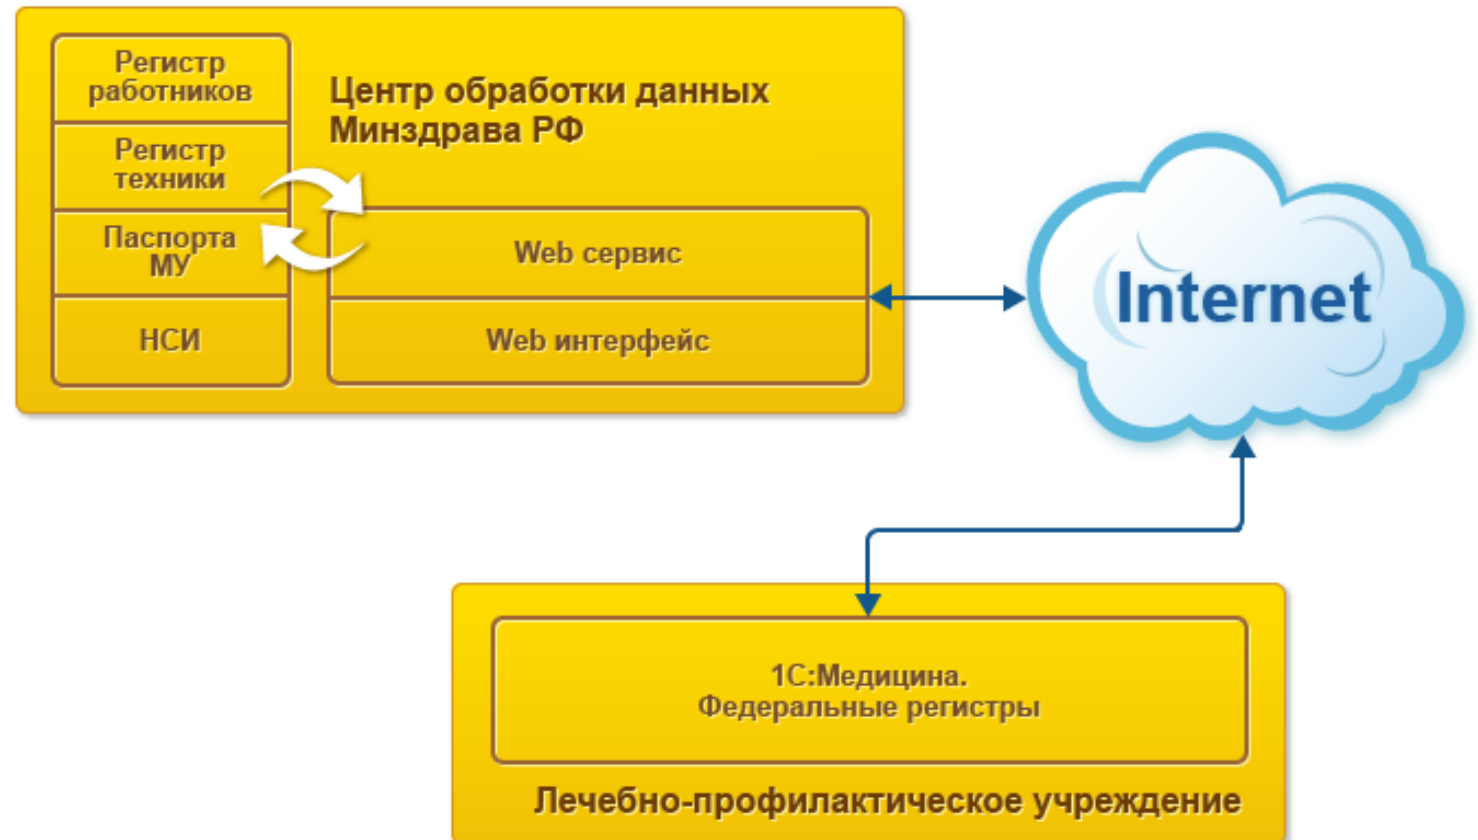 Регистр
работников
Регистр
техники
Паспорта
МУ
НСИ
Центр обработки данных
Минздрава РФ
Web сервис
Web интерфейс
Internet
1С:Медицина.
Федеральные регистры
Лечебно-профилактическое учреждение